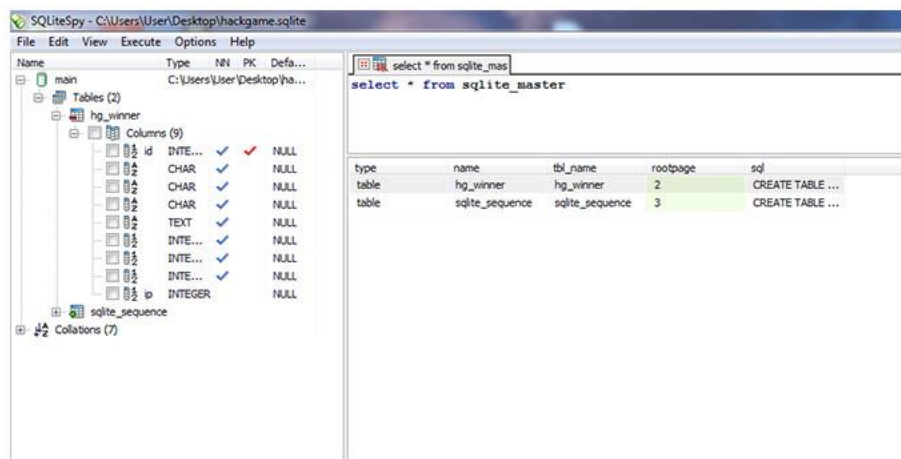 SQLiteSpy - C:\Users\User\Desktop\hackgame.sqlite
File Edit View Execute Options Help
Name Type NN PK Defa...
main C:\Users\User\Desktop\ha...
Tables (2)
hg_winner
Columns (9)
id INTE... NULL
CHAR NULL
CHAR NULL
CHAR NULL
TEXT NULL
INTE... NULL
INTE... NULL
INTE... NULL
ip INTEGER NULL
sqlite_sequence
Collations (7)
select * from sqlite_mas
select * from sqlite_master
type name tbl_name rootpage sql
table hg_winner hg_winner 2 CREATE TABLE ...
table sqlite_sequence sqlite_sequence 3 CREATE TABLE ...